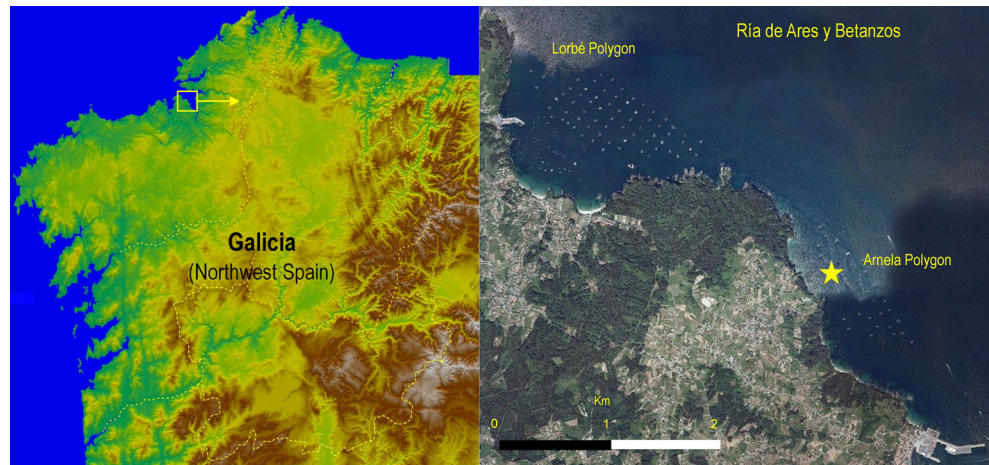 Galicia
(Northwest Spain)
Ría de Ares y Betanzos
Lorbé Polygon
Arnela Polygon
Km
0 1 2